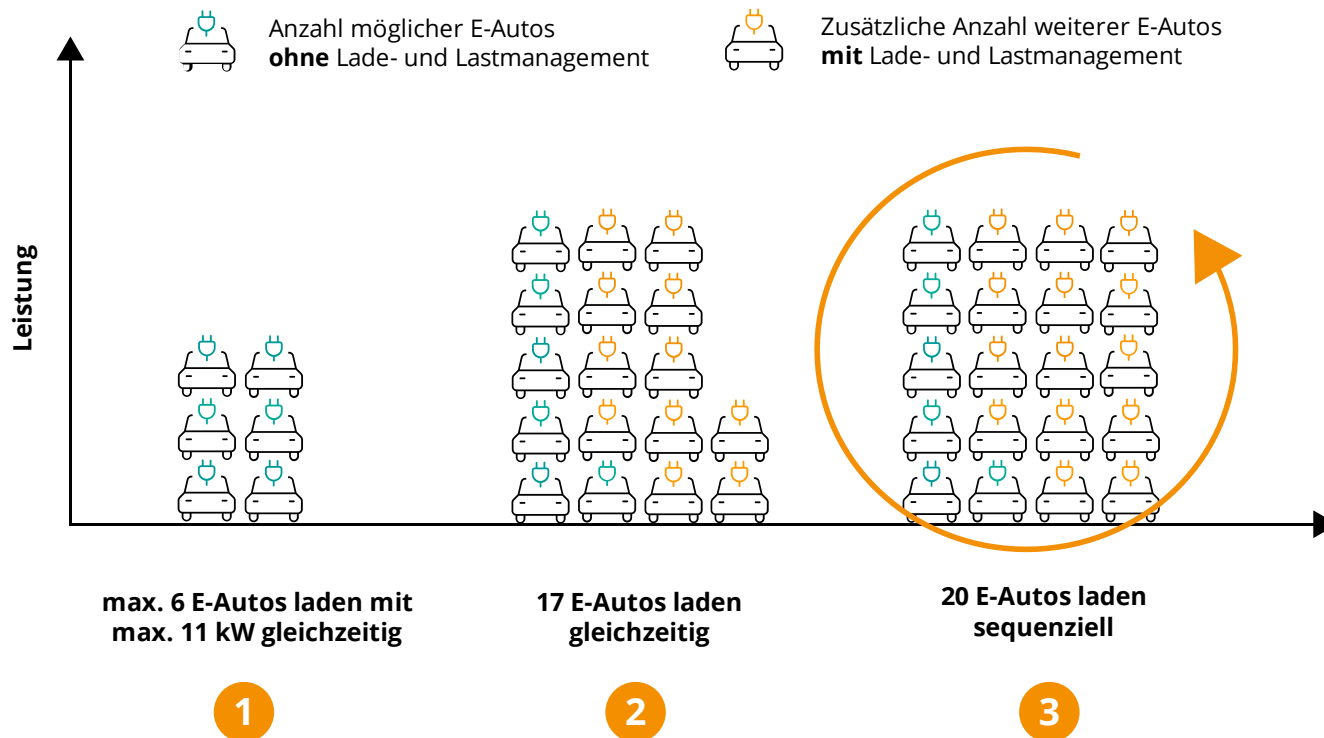 Anzahl möglicher E-Autos
ohne Lade- und Lastmanagement
Zusätzliche Anzahl weiterer E-Autos
mit Lade- und Lastmanagement
Leistung
max. 6 E-Autos laden mit
max. 11 kW gleichzeitig
17 E-Autos laden
gleichzeitig
20 E-Autos laden
sequenziell
1
2
3